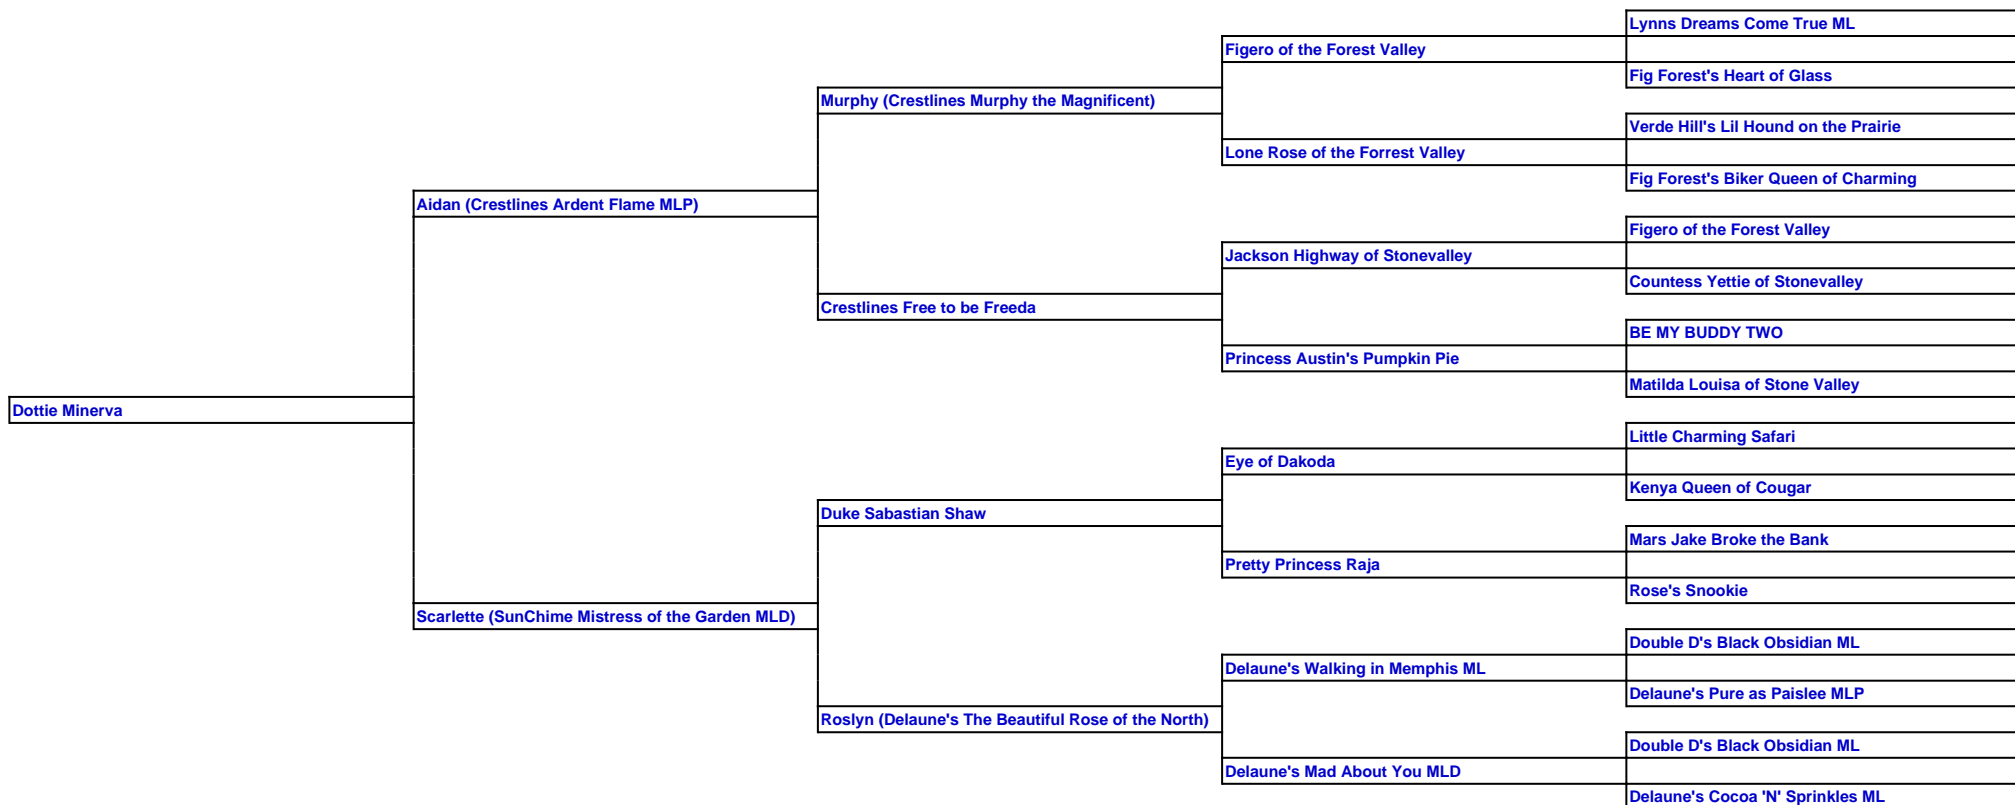 Lynns Dreams Come True ML
Figero of the Forest Valley
Fig Forest's Heart of Glass
Murphy (Crestlines Murphy the Magnificent)
Verde Hill's Lil Hound on the Prairie
Lone Rose of the Forrest Valley
Fig Forest's Biker Queen of Charming
Aidan (Crestlines Ardent Flame MLP)
Figero of the Forest Valley
Jackson Highway of Stonevalley
Countess Yettie of Stonevalley
Crestlines Free to be Freeda
BE MY BUDDY TWO
Princess Austin's Pumpkin Pie
Matilda Louisa of Stone Valley
Dottie Minerva
Little Charming Safari
Eye of Dakoda
Kenya Queen of Cougar
Duke Sabastian Shaw
Mars Jake Broke the Bank
Pretty Princess Raja
Rose's Snookie
Scarlette (SunChime Mistress of the Garden MLD)
Double D's Black Obsidian ML
Delaune's Walking in Memphis ML
Delaune's Pure as Paislee MLP
Roslyn (Delaune's The Beautiful Rose of the North)
Double D's Black Obsidian ML
Delaune's Mad About You MLD
Delaune's Cocoa 'N' Sprinkles ML